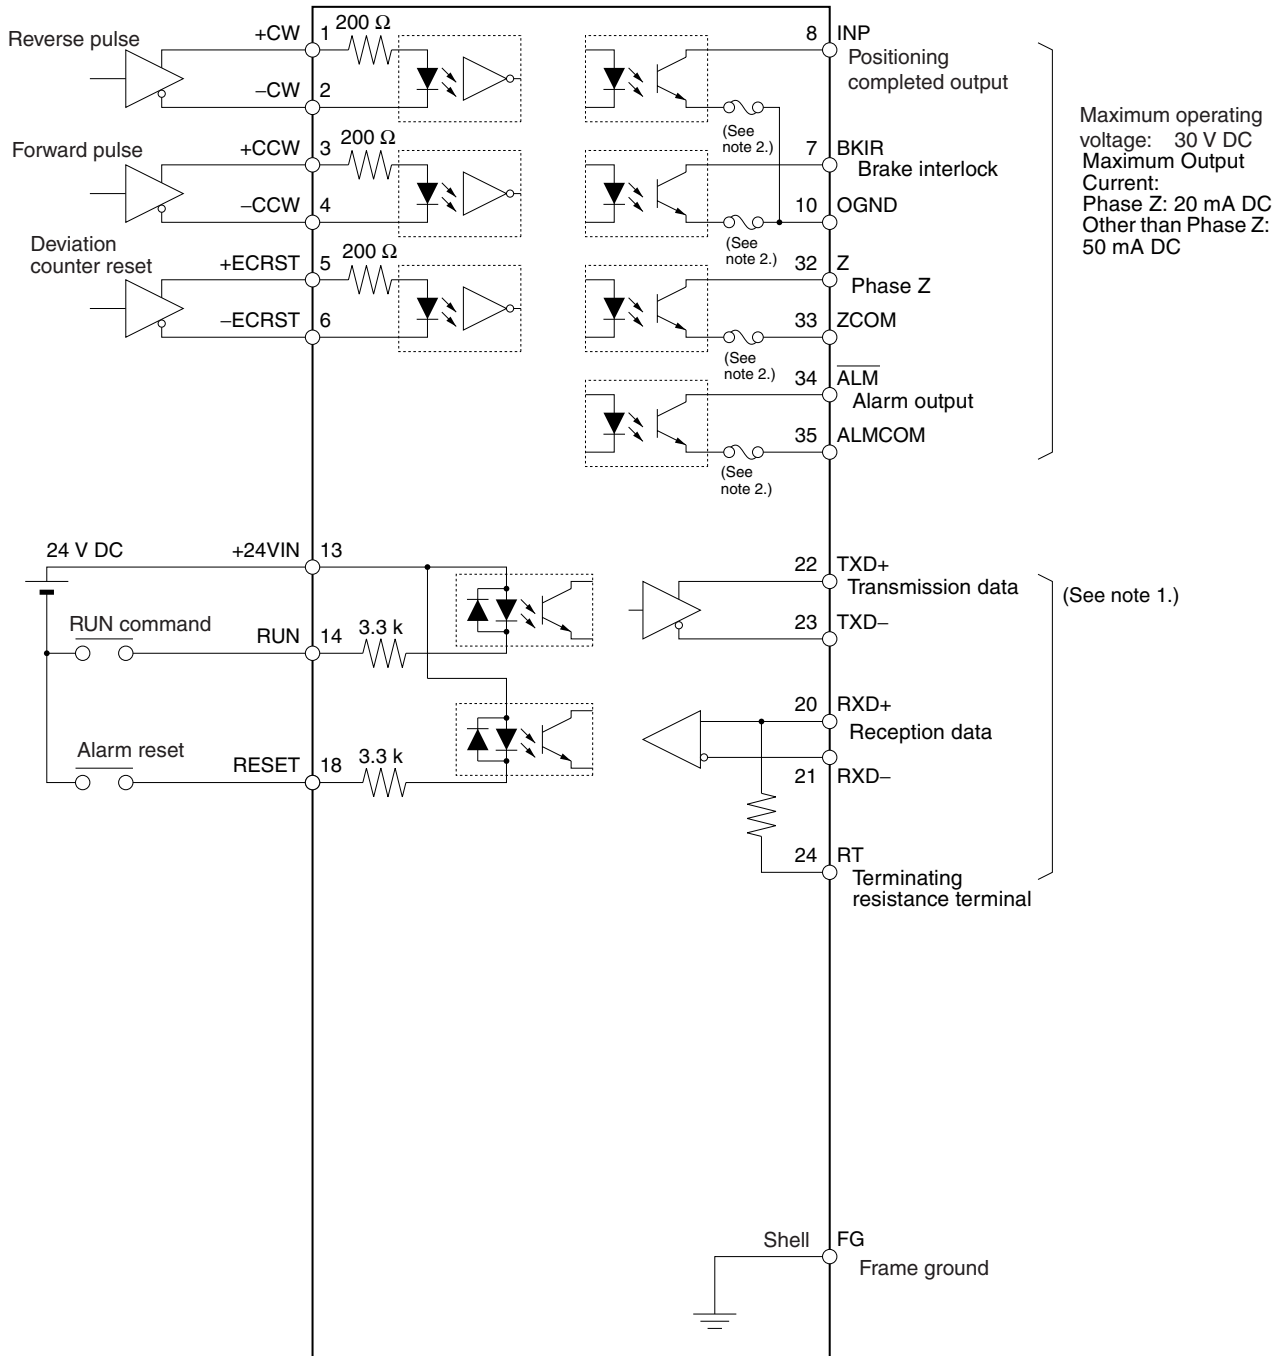 Reverse pulse
+CW 1 200 Ω
−CW 2
Forward pulse
+CCW 3 200 Ω
−CCW 4
Deviation
counter reset
+ECRST 5 200 Ω
−ECRST 6
8 INP
Positioning
completed output
(See
note 2.)
7 BKIR
Brake interlock
10 OGND
(See
note 2.)
32 Z
Phase Z
33 ZCOM
(See
note 2.)
34 ALM
Alarm output
35 ALMCOM
(See
note 2.)
Maximum operating
voltage: 30 V DC
Maximum Output
Current:
Phase Z: 20 mA DC
Other than Phase Z:
50 mA DC
24 V DC
+24VIN 13
RUN command
RUN 14 3.3 k
Alarm reset
RESET 18 3.3 k
22 TXD+
Transmission data
23 TXD−
(See note 1.)
20 RXD+
Reception data
21 RXD−
24 RT
Terminating
resistance terminal
Shell FG
Frame ground